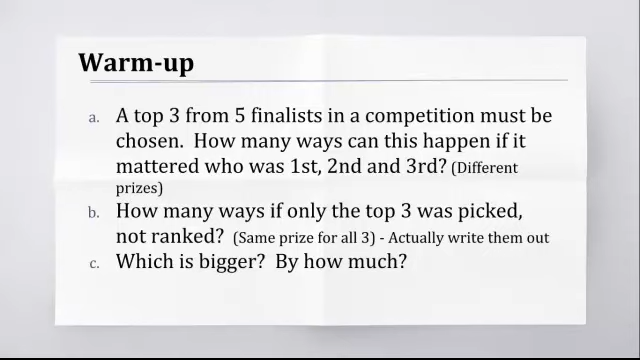 Warm-up
a. A top 3 from 5 finalists in a competition must be
chosen. How many ways can this happen if it
mattered who was 1st, 2nd and 3rd? (Different
prizes)
b. How many ways if only the top 3 was picked,
not ranked? (Same prize for all 3) - Actually write them out
c. Which is bigger? By how much?